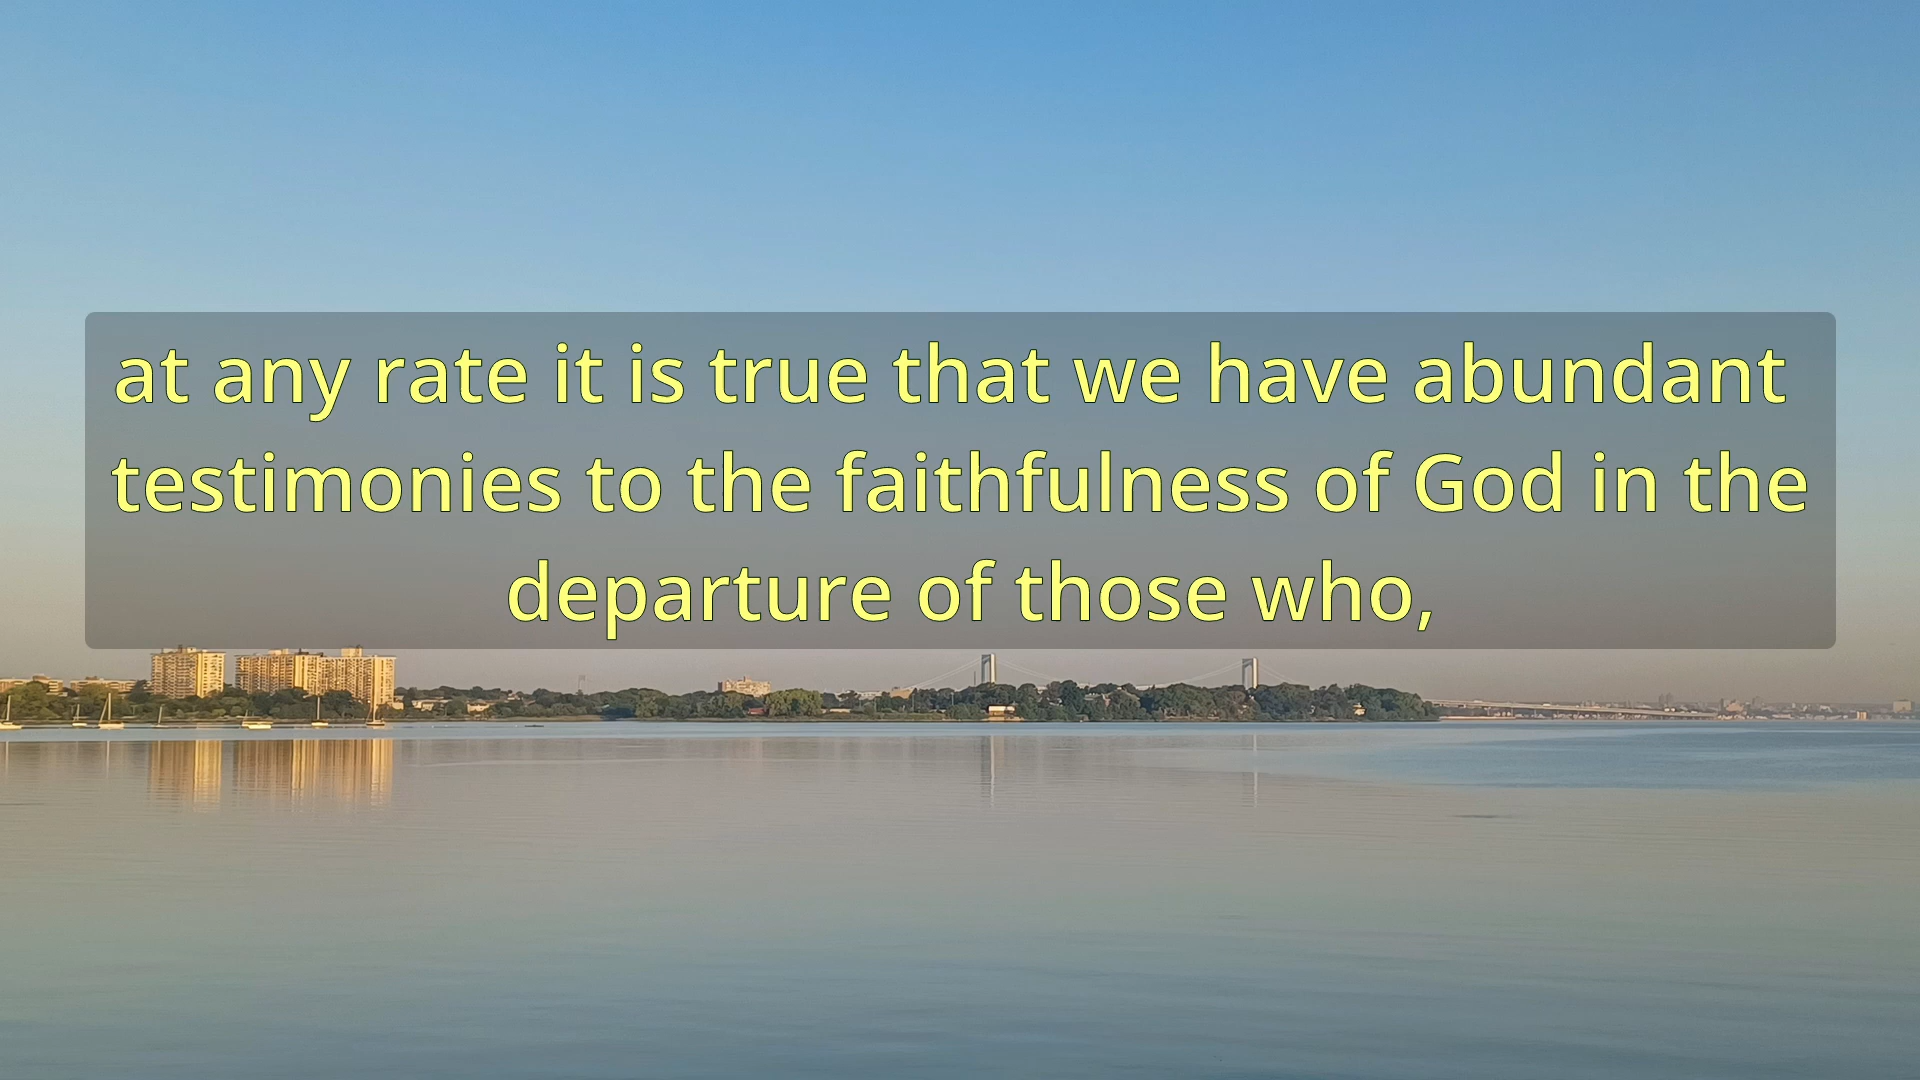 at any rate it is true that we have abundant
testimonies to the faithfulness of God in the
departure of those who,